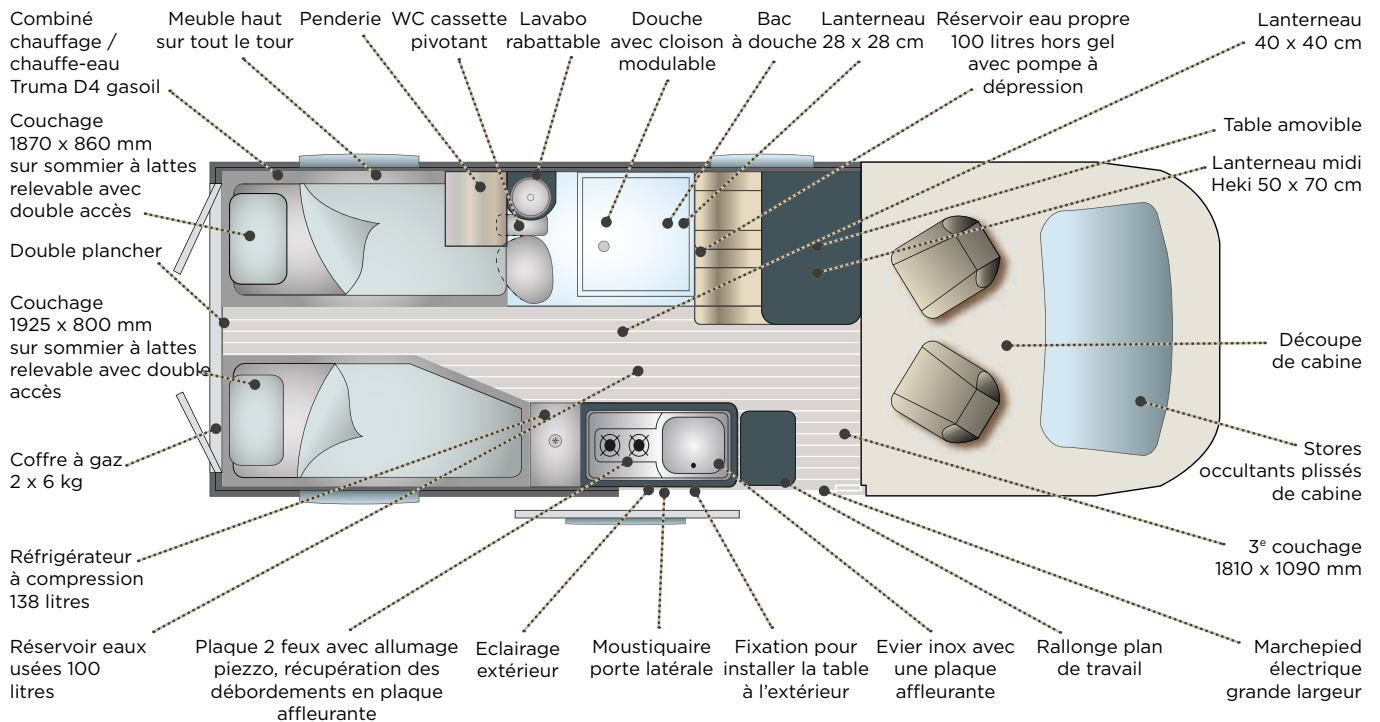 Combiné
chauffage /
chauffe-eau
Truma D4 gasoil
Meuble haut
sur tout le tour
Penderie
WC cassette
pivotant
Lavabo
rabattable
Douche
avec cloison
modulable
Bac
à douche
Lanterneau
28 x 28 cm
Réservoir eau propre
100 litres hors gel
avec pompe à
dépression
Lanterneau
40 x 40 cm
Table amovible
Lanterneau midi
Heki 50 x 70 cm
Couchage
1870 x 860 mm
sur sommier à lattes
relevable avec
double accès
Double plancher
Couchage
1925 x 800 mm
sur sommier à lattes
relevable avec double
accès
Coffre à gaz
2 x 6 kg
Découpe
de cabine
Stores
occultants plissés
de cabine
3e couchage
1810 x 1090 mm
Réfrigérateur
à compression
138 litres
Réservoir eaux
usées 100
litres
Plaque 2 feux avec allumage
piezzo, récupération des
débordements en plaque
affleurante
Eclairage
extérieur
Moustiquaire
porte latérale
Fixation pour
installer la table
à l'extérieur
Evier inox avec
une plaque
affleurante
Rallonge plan
de travail
Marchepied
électrique
grande largeur